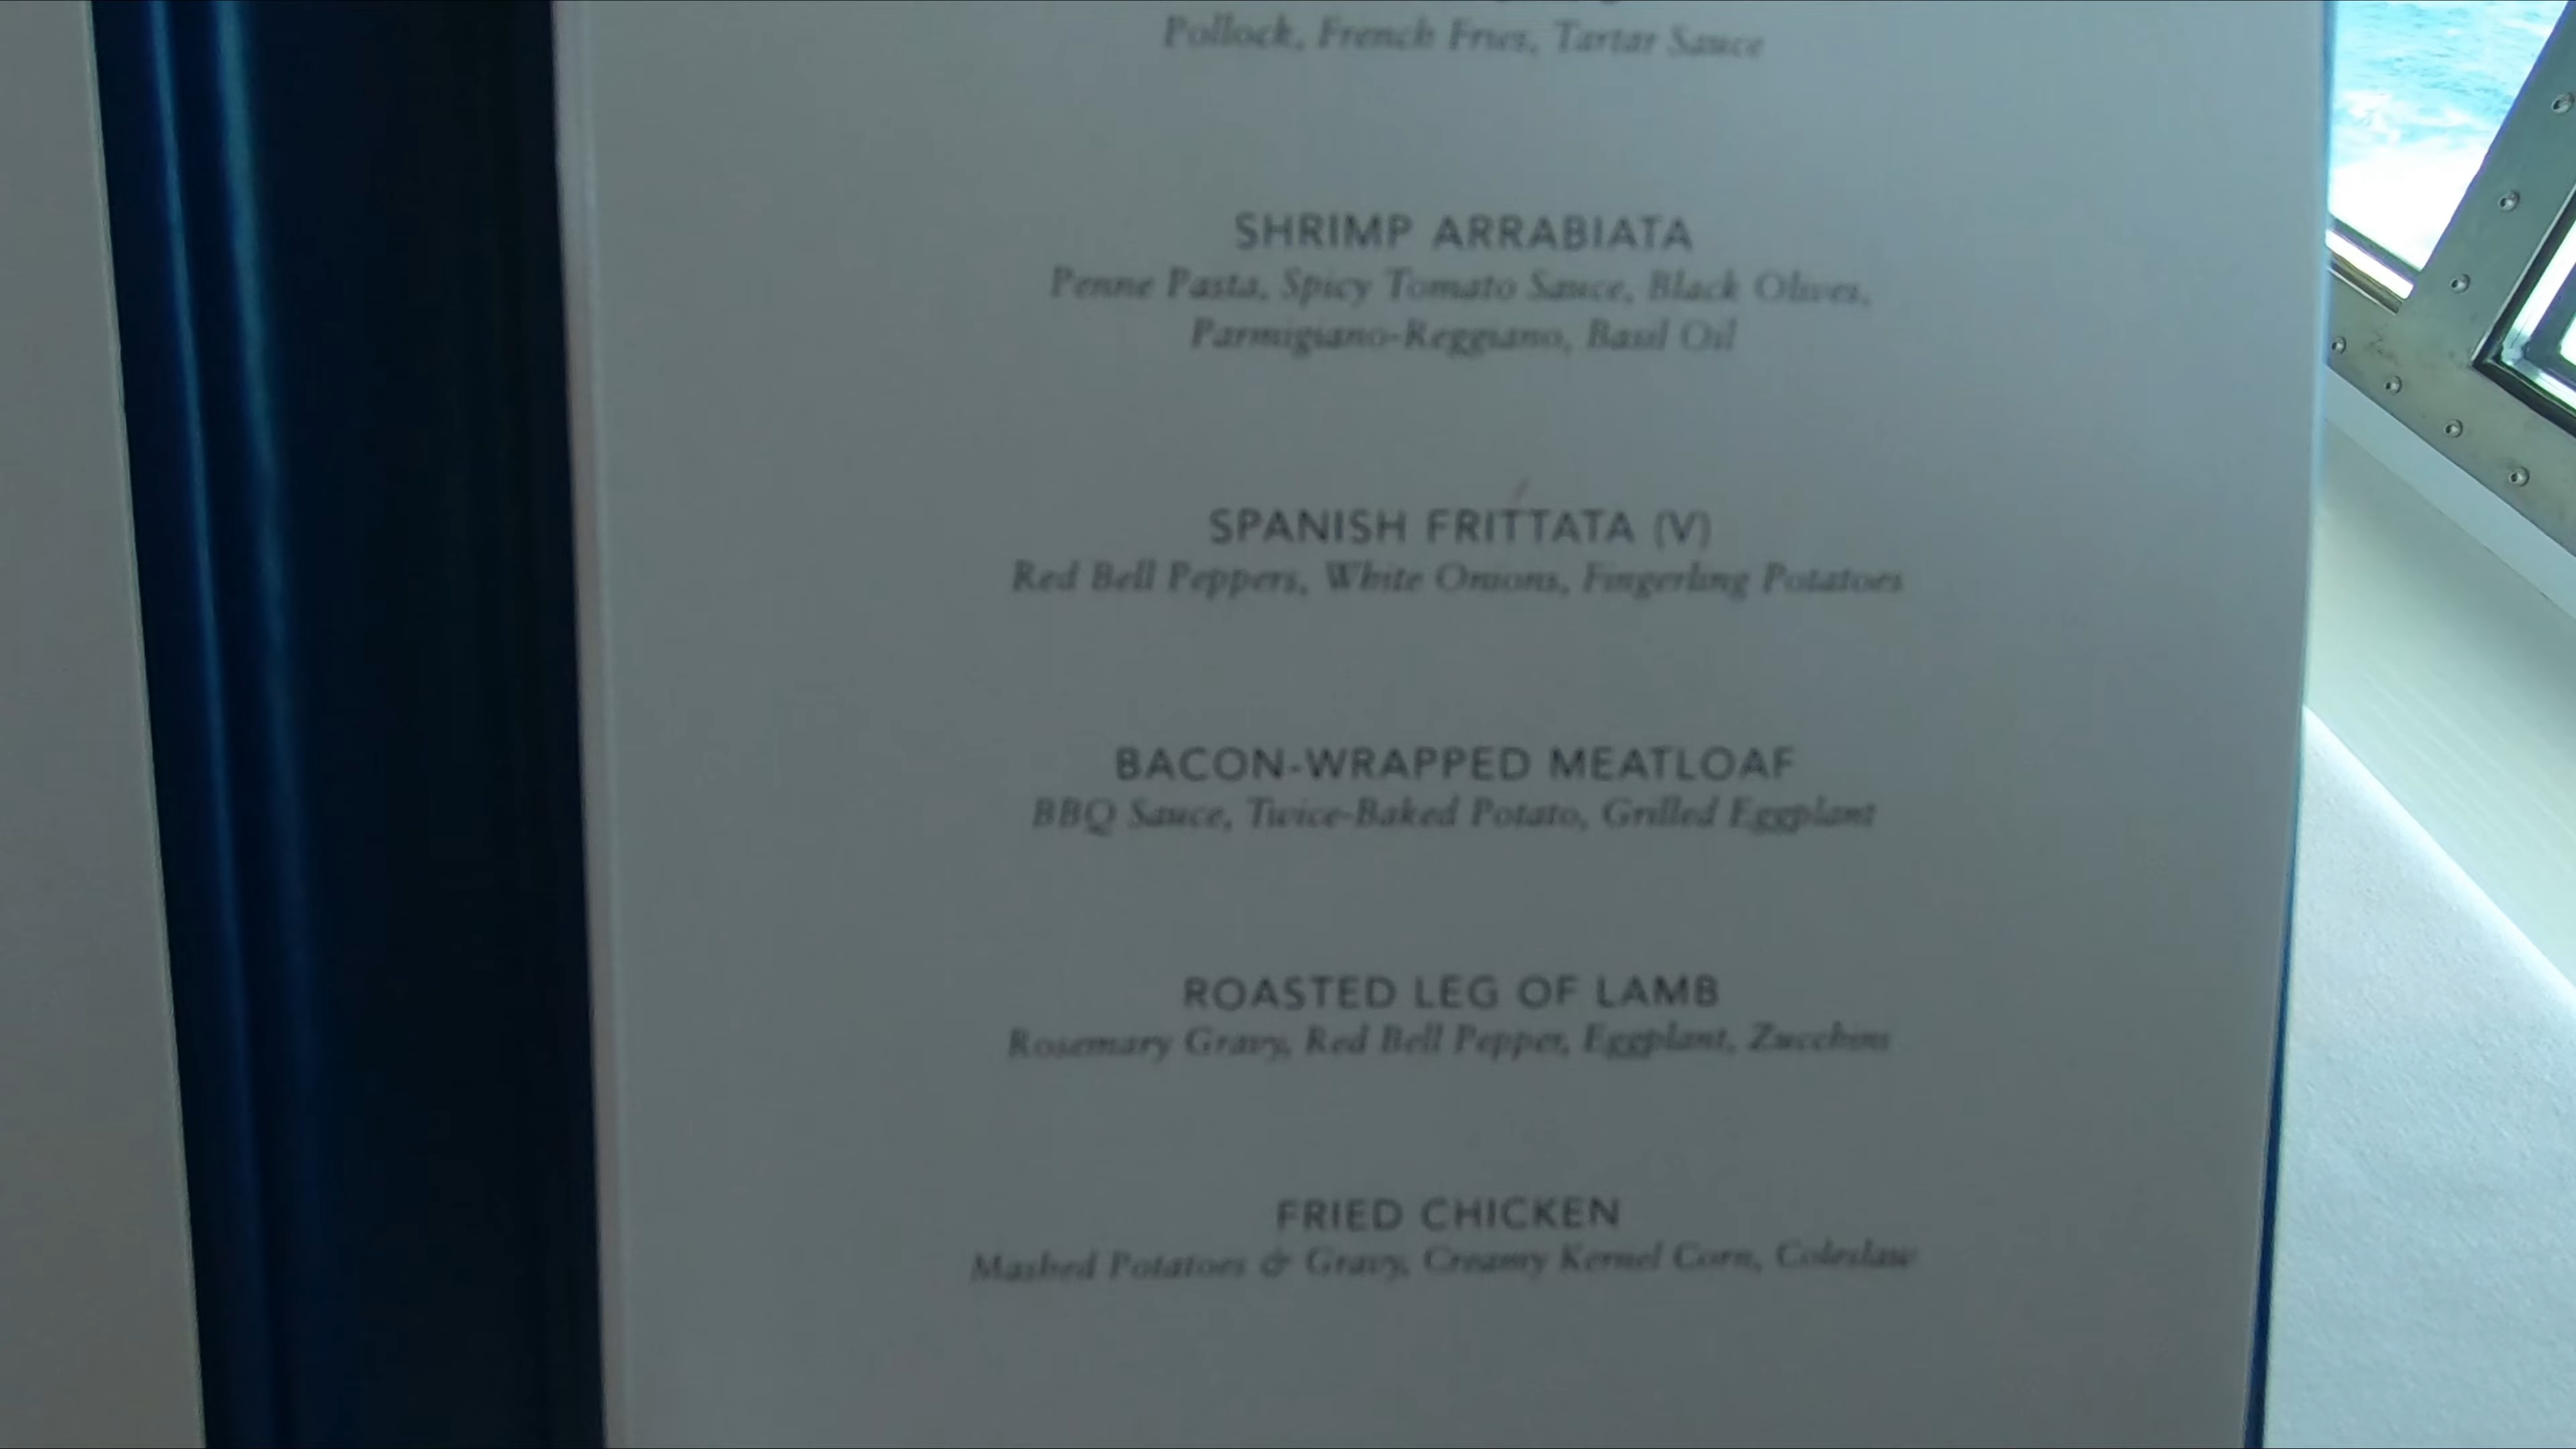 Pollock, French Fries, Tartar Sauce
SHRIMP ARRABIATA
Penne Pasta, Spicy Tomato Sauce, Black Olives,
Parmigiano-Reggiano, Basil Oil
SPANISH FRITTATA (V)
Red Bell Peppers, White Onions, Fingerling Potatoes
BACON-WRAPPED MEATLOAF
BBQ Sauce, Twice-Baked Potato, Grilled Eggplant
ROASTED LEG OF LAMB
Rosemary Gravy, Red Bell Pepper, Eggplant, Zucchini
FRIED CHICKEN
Mashed Potatoes & Gravy, Creamy Kernel Corn, Coleslaw